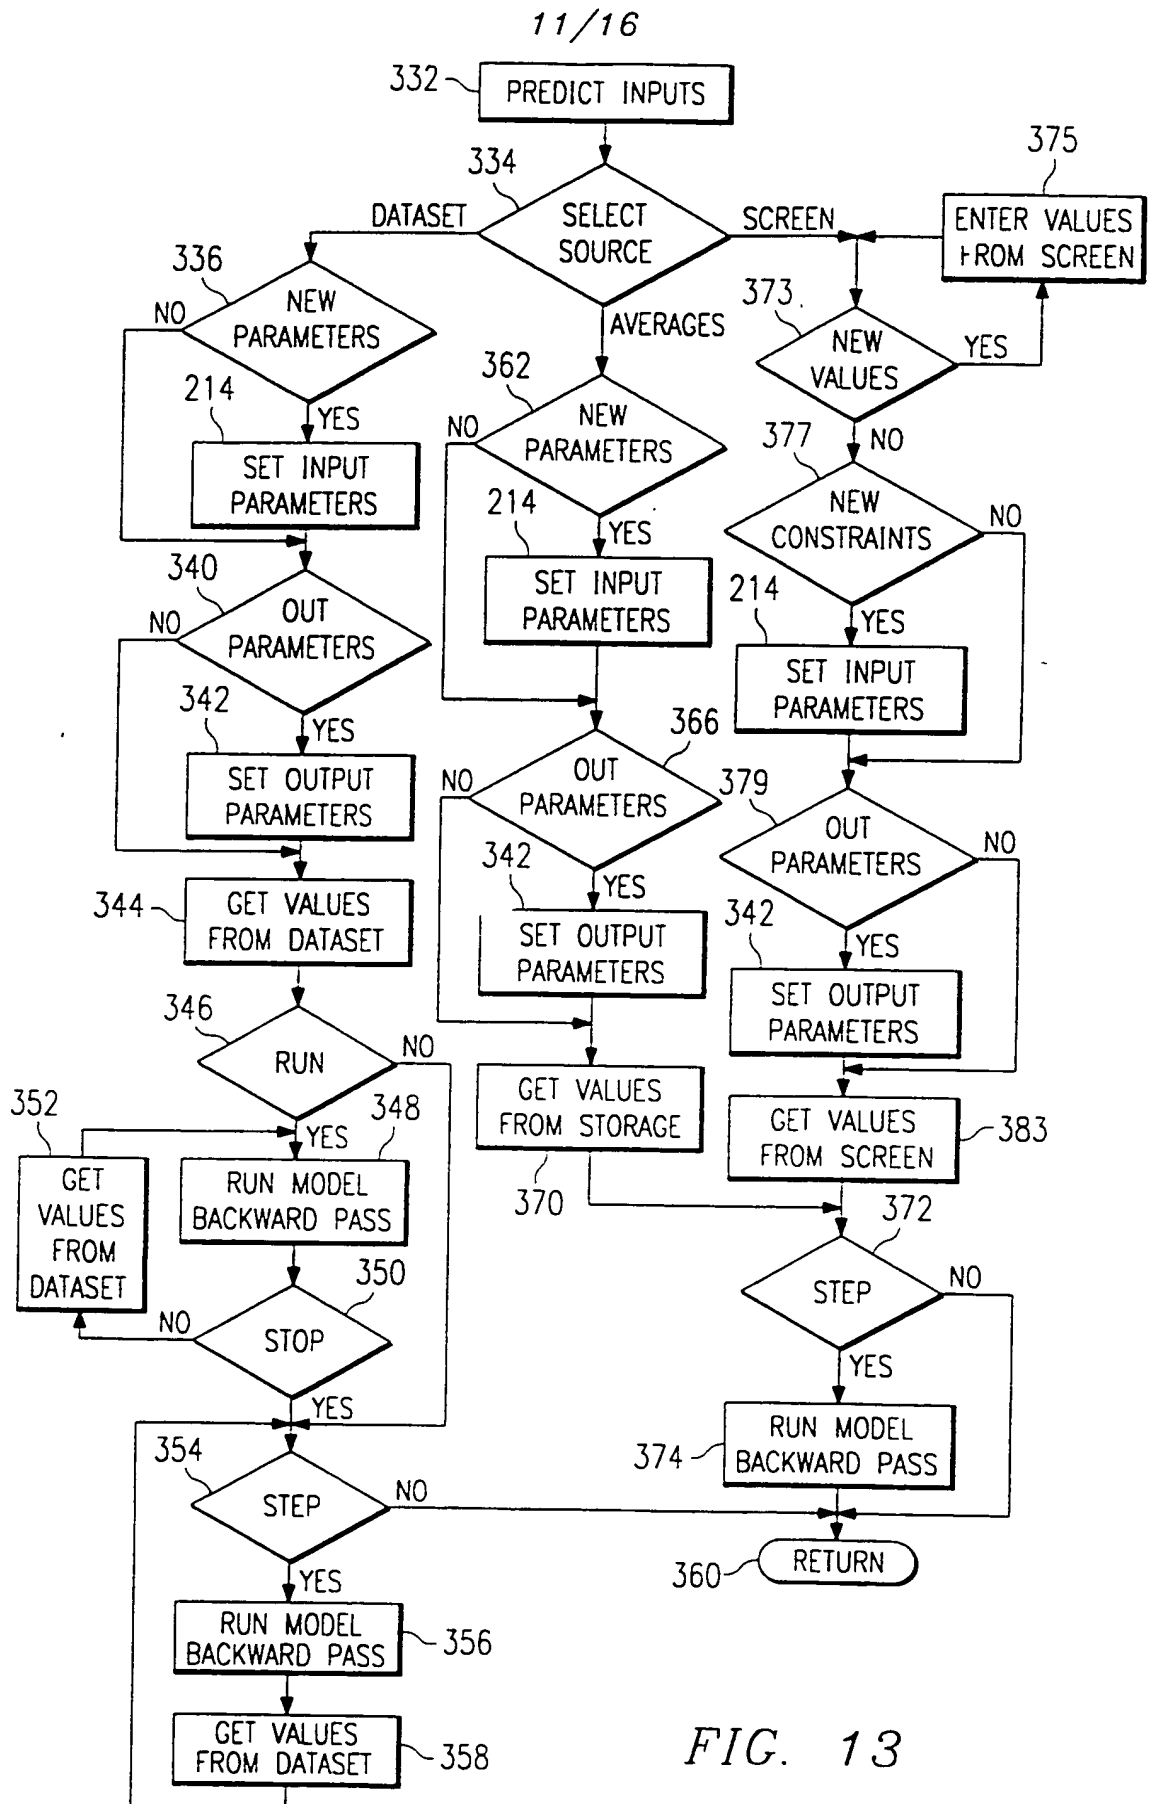 11/16
332
PREDICT INPUTS
334
SELECT
SOURCE
DATASET
SCREEN
AVERAGES
375
ENTER VALUES
FROM SCREEN
336
NEW
PARAMETERS
NO
YES
214
SET INPUT
PARAMETERS
340
OUT
PARAMETERS
NO
YES
342
SET OUTPUT
PARAMETERS
344
GET VALUES
FROM DATASET
346
RUN
NO
YES
352
GET
VALUES
FROM
DATASET
348
RUN MODEL
BACKWARD PASS
350
STOP
NO
YES
354
STEP
NO
YES
RUN MODEL
BACKWARD PASS
356
GET VALUES
FROM DATASET
358
362
NEW
PARAMETERS
NO
YES
214
SET INPUT
PARAMETERS
366
OUT
PARAMETERS
NO
YES
342
SET OUTPUT
PARAMETERS
GET VALUES
FROM STORAGE
370
373
NEW
VALUES
YES
NO
377
NEW
CONSTRAINTS
NO
YES
214
SET INPUT
PARAMETERS
379
OUT
PARAMETERS
NO
YES
342
SET OUTPUT
PARAMETERS
GET VALUES
FROM SCREEN
383
372
STEP
NO
YES
RUN MODEL
BACKWARD PASS
374
RETURN
360
FIG. 13